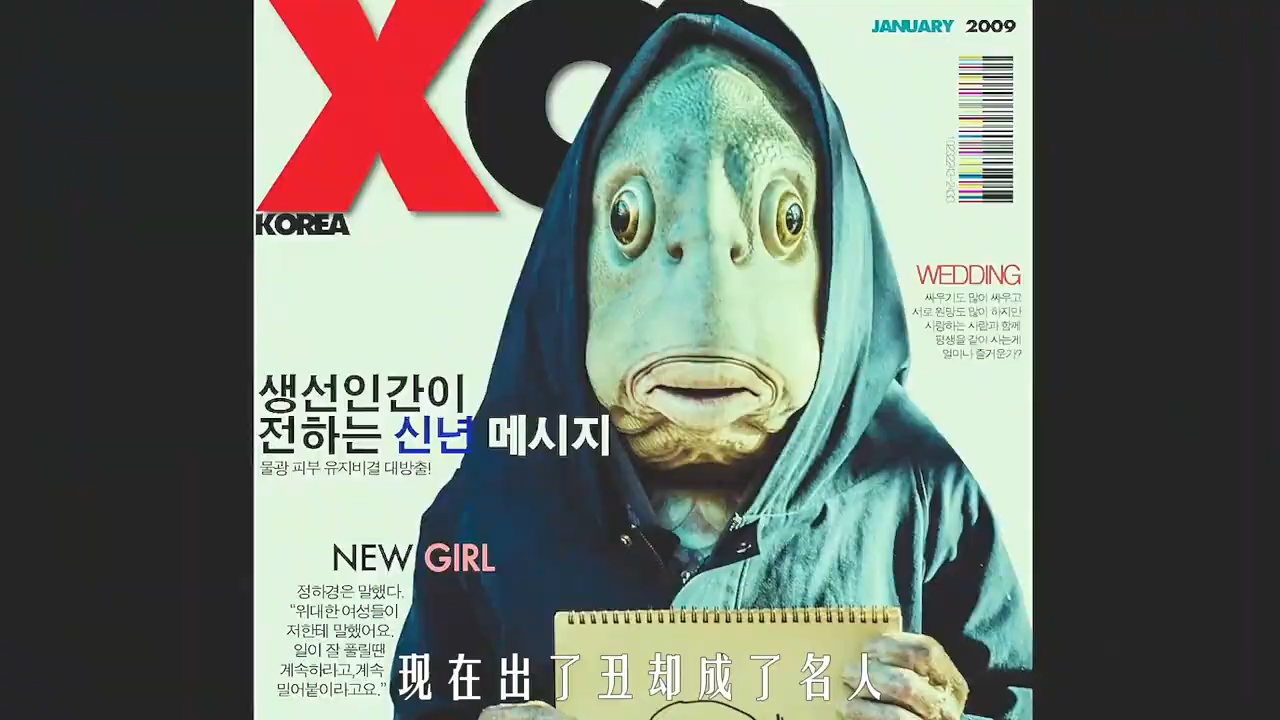 XO
KOREA
JANUARY 2009
WEDDING
싸우기도 많이 싸우고
서로 원망도 많이 하지만
사랑하는 사람과 함께
평생을 같이 사는게
얼마나 즐거운가?
생선인간이
전하는 신년 메시지
물광 피부 유지비결 대방출!
NEW GIRL
정하경은 말했다.
“위대한 여성들이
저한테 말했어요.
일이 잘 풀릴땐
계속하라고,계속
밀어붙이라고요.”
现在出了丑却成了名人